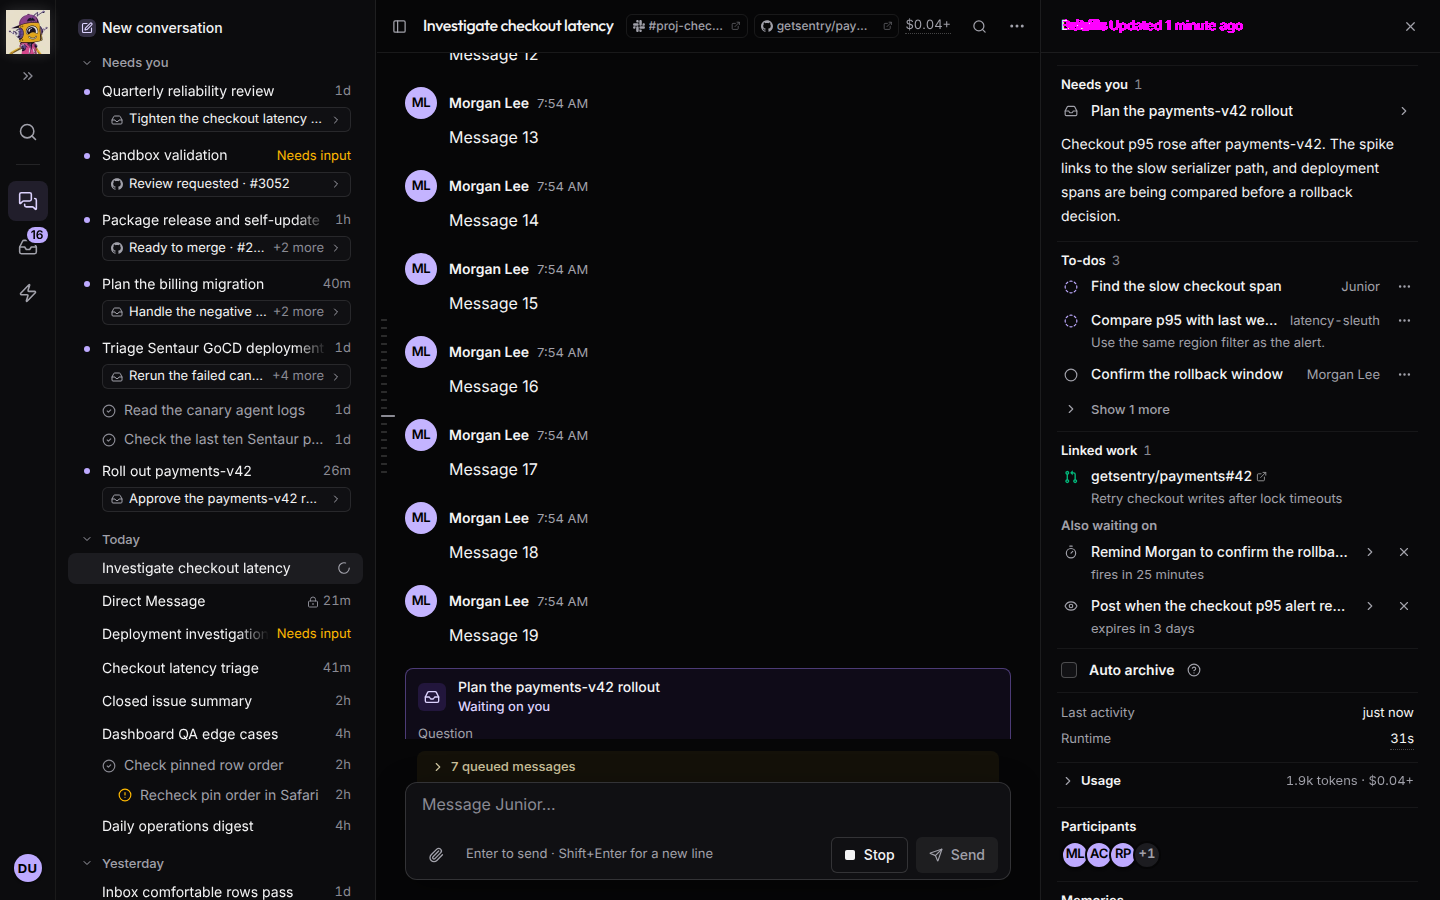 New conversation
Needs you
Quarterly reliability review 1d
Tighten the checkout latency ...
Sandbox validation Needs input
Review requested · #3052
Package release and self-update 1h
Ready to merge · #2... +2 more
Plan the billing migration 40m
Handle the negative ... +2 more
Triage Sentaur GoCD deployment 1d
Rerun the failed can... +4 more
Read the canary agent logs 1d
Check the last ten Sentaur p... 1d
Roll out payments-v42 26m
Approve the payments-v42 r...
Today
Investigate checkout latency
Direct Message 21m
Deployment investigation Needs input
Checkout latency triage 41m
Closed issue summary 2h
Dashboard QA edge cases 4h
Check pinned row order 2h
Recheck pin order in Safari 2h
Daily operations digest 4h
Yesterday
Inbox comfortable rows pass 1d
16
DU
Investigate checkout latency #proj-chec... getsentry/pay... $0.04+
Message 12
ML Morgan Lee 7:54 AM
Message 13
ML Morgan Lee 7:54 AM
Message 14
ML Morgan Lee 7:54 AM
Message 15
ML Morgan Lee 7:54 AM
Message 16
ML Morgan Lee 7:54 AM
Message 17
ML Morgan Lee 7:54 AM
Message 18
ML Morgan Lee 7:54 AM
Message 19
Plan the payments-v42 rollout
Waiting on you
Question
7 queued messages
Message Junior...
Enter to send · Shift+Enter for a new line Stop Send
Updated 1 minute ago
Needs you 1
Plan the payments-v42 rollout
Checkout p95 rose after payments-v42. The spike
links to the slow serializer path, and deployment
spans are being compared before a rollback
decision.
To-dos 3
Find the slow checkout span Junior
Compare p95 with last we... latency-sleuth
Use the same region filter as the alert.
Confirm the rollback window Morgan Lee
Show 1 more
Linked work 1
getsentry/payments#42
Retry checkout writes after lock timeouts
Also waiting on
Remind Morgan to confirm the rollba...
fires in 25 minutes
Post when the checkout p95 alert re...
expires in 3 days
Auto archive
Last activity just now
Runtime 31s
Usage 1.9k tokens · $0.04+
Participants
ML AC RP +1
Memories